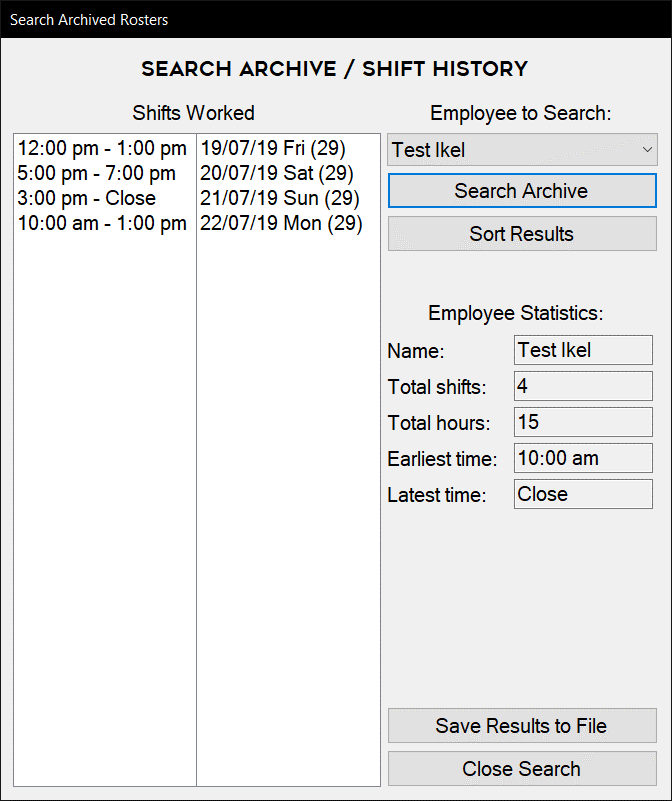 Search Archived Rosters
SEARCH ARCHIVE / SHIFT HISTORY
Shifts Worked
12:00 pm - 1:00 pm 19/07/19 Fri (29)
5:00 pm - 7:00 pm 20/07/19 Sat (29)
3:00 pm - Close 21/07/19 Sun (29)
10:00 am - 1:00 pm 22/07/19 Mon (29)
Employee to Search:
Test Ikel
Search Archive
Sort Results
Employee Statistics:
Name: Test Ikel
Total shifts: 4
Total hours: 15
Earliest time: 10:00 am
Latest time: Close
Save Results to File
Close Search